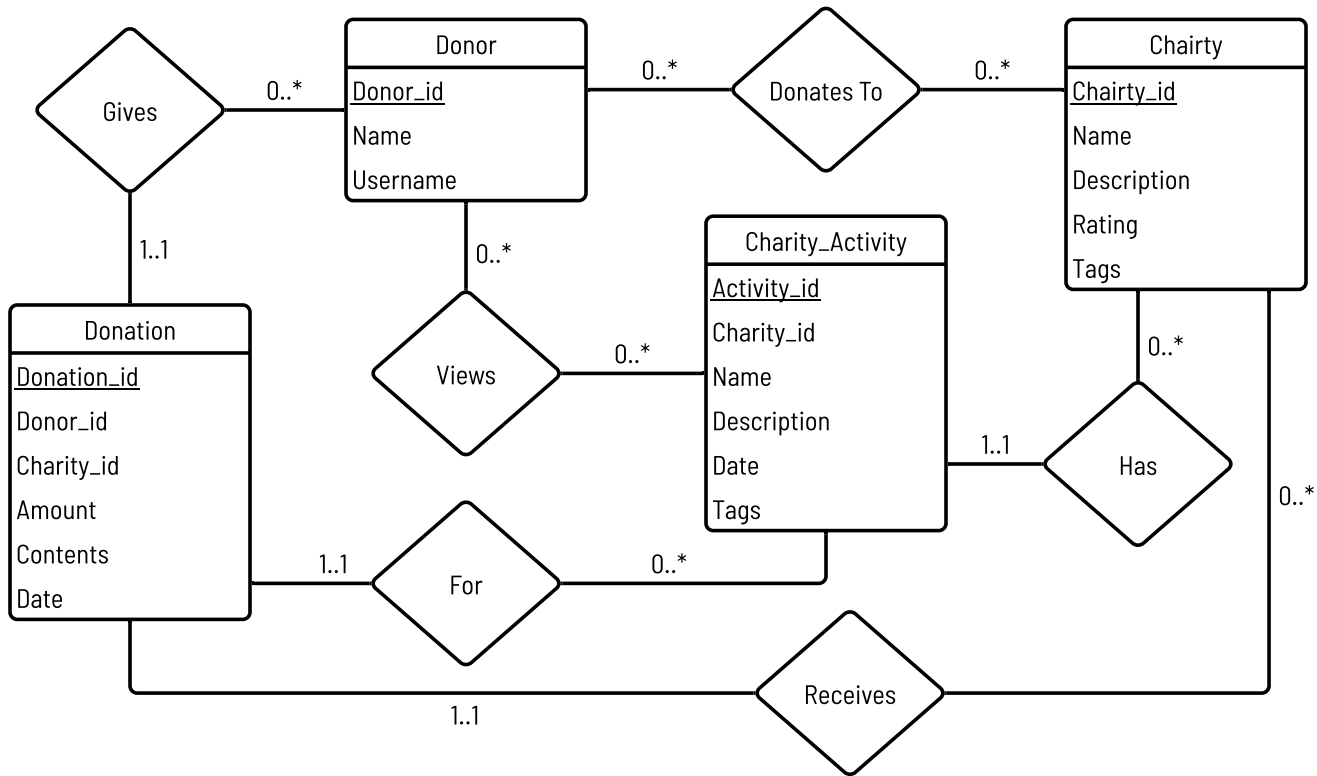 Donor
Donor_id
Name
Username
Donates To
0..*
0..*
Chairty
Chairty_id
Name
Description
Rating
Tags
Gives
0..*
1..1
0..*
Views
0..*
Charity_Activity
Activity_id
Charity_id
Name
Description
Date
Tags
0..*
Has
1..1
0..*
Donation
Donation_id
Donor_id
Charity_id
Amount
Contents
Date
1..1
For
0..*
1..1
Receives